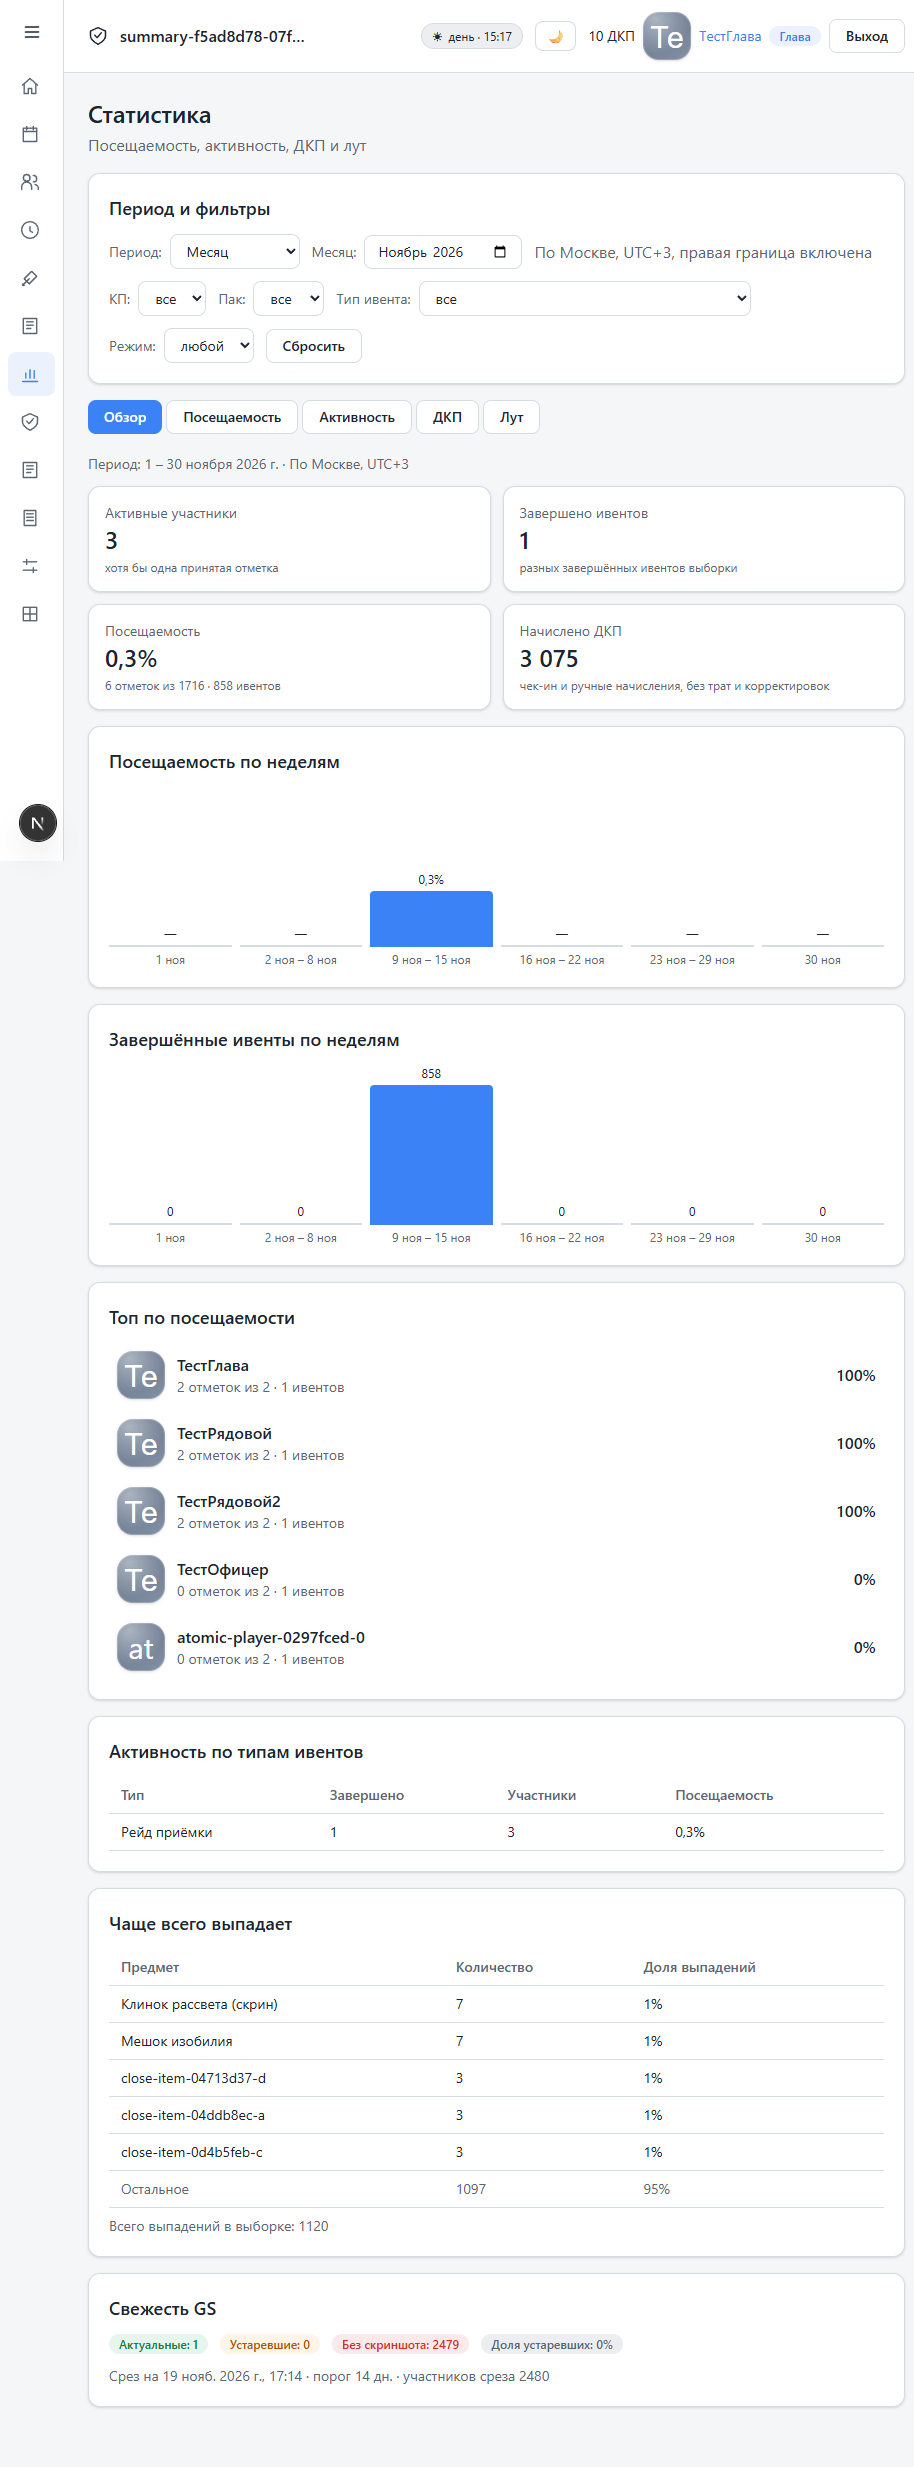 summary-f5ad8d78-07f...
день · 15:17
10 ДКП
Te
ТестГлава
Глава
Выход
Статистика
Посещаемость, активность, ДКП и лут
Период и фильтры
Период: Месяц Месяц: Ноябрь 2026 По Москве, UTC+3, правая граница включена
КП: все Пак: все Тип ивента: все
Режим: любой Сбросить
Обзор Посещаемость Активность ДКП Лут
Период: 1 – 30 ноября 2026 г. · По Москве, UTC+3
Активные участники
3
хотя бы одна принятая отметка
Завершено ивентов
1
разных завершённых ивентов выборки
Посещаемость
0,3%
6 отметок из 1716 · 858 ивентов
Начислено ДКП
3 075
чек-ин и ручные начисления, без трат и корректировок
N
Посещаемость по неделям
— — 0,3% — — —
1 ноя 2 ноя – 8 ноя 9 ноя – 15 ноя 16 ноя – 22 ноя 23 ноя – 29 ноя 30 ноя
Завершённые ивенты по неделям
0 0 858 0 0 0
1 ноя 2 ноя – 8 ноя 9 ноя – 15 ноя 16 ноя – 22 ноя 23 ноя – 29 ноя 30 ноя
Топ по посещаемости
Te
ТестГлава
2 отметок из 2 · 1 ивентов
100%
Te
ТестРядовой
2 отметок из 2 · 1 ивентов
100%
Te
ТестРядовой2
2 отметок из 2 · 1 ивентов
100%
Te
ТестОфицер
0 отметок из 2 · 1 ивентов
0%
at
atomic-player-0297fced-0
0 отметок из 2 · 1 ивентов
0%
Активность по типам ивентов
Тип Завершено Участники Посещаемость
Рейд приёмки 1 3 0,3%
Чаще всего выпадает
Предмет Количество Доля выпадений
Клинок рассвета (скрин) 7 1%
Мешок изобилия 7 1%
close-item-04713d37-d 3 1%
close-item-04ddb8ec-a 3 1%
close-item-0d4b5feb-c 3 1%
Остальное 1097 95%
Всего выпадений в выборке: 1120
Свежесть GS
Актуальные: 1 Устаревшие: 0 Без скриншота: 2479 Доля устаревших: 0%
Срез на 19 нояб. 2026 г., 17:14 · порог 14 дн. · участников среза 2480